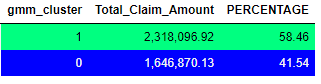 gmm_cluster Total_Claim_Amount PERCENTAGE
1 2,318,096.92 58.46
0 1,646,870.13 41.54